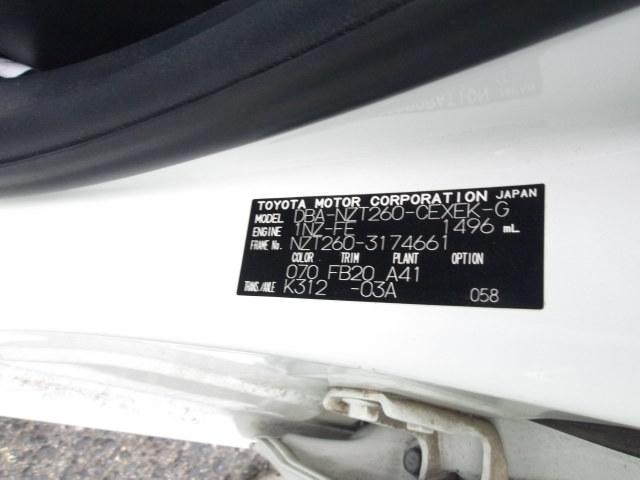 TOYOTA MOTOR CORPORATION JAPAN
MODEL DBA-NZT260-CEXEK-G
ENGINE 1NZ-FE 1496 mL
FRAME No. NZT260-3174661
COLOR TRIM PLANT OPTION
070 FB20 A41
TRANS./AXLE K312 -03A 058